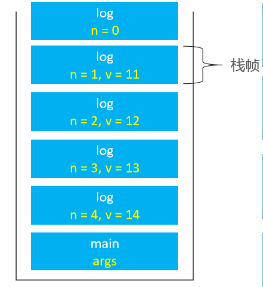 log
n = 0
log
n = 1, v = 11
栈帧
log
n = 2, v = 12
log
n = 3, v = 13
log
n = 4, v = 14
main
args